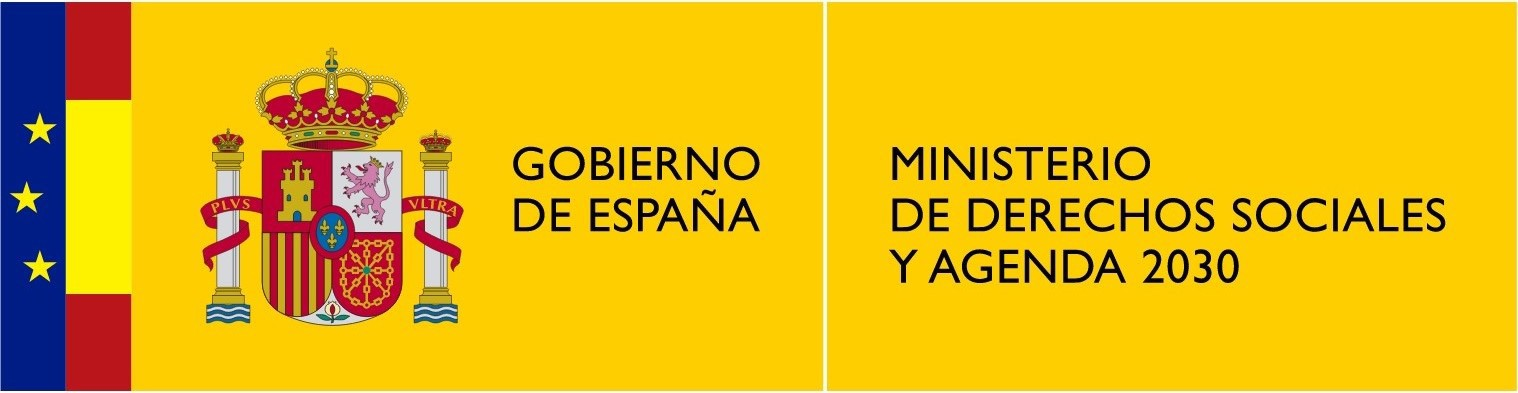 PLVS
VLTRA
GOBIERNO
DE ESPAÑA
MINISTERIO
DE DERECHOS SOCIALES
Y AGENDA 2030